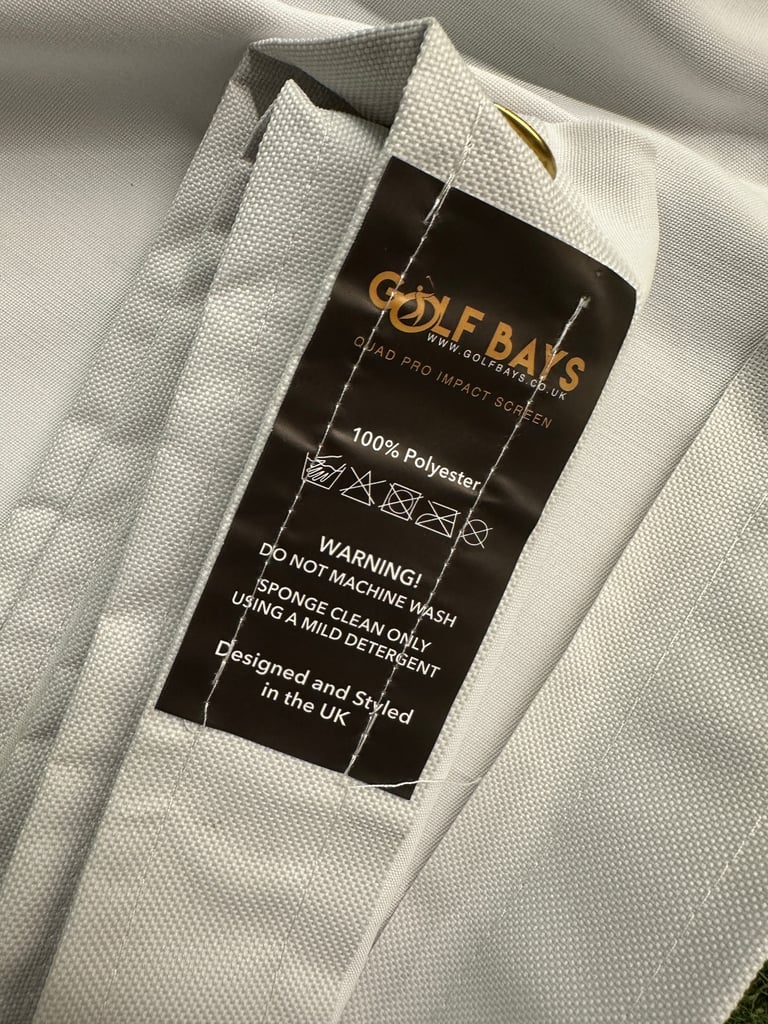 GOLF BAYS
WWW.GOLFBAYS.CO.UK
QUAD PRO IMPACT SCREEN
100% Polyester
WARNING!
DO NOT MACHINE WASH
SPONGE CLEAN ONLY
USING A MILD DETERGENT
Designed and Styled
in the UK